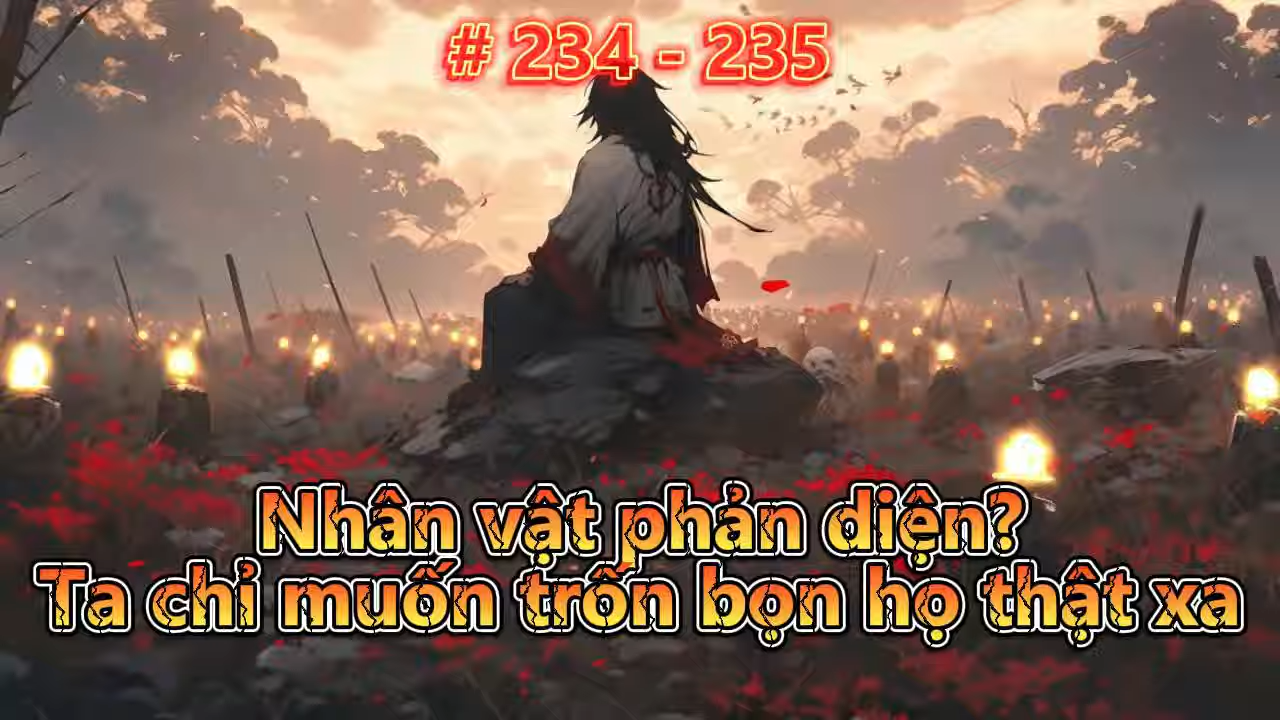 # 234 - 235
Nhân vật phản diện?
Ta chỉ muốn trốn bọn họ thật xa